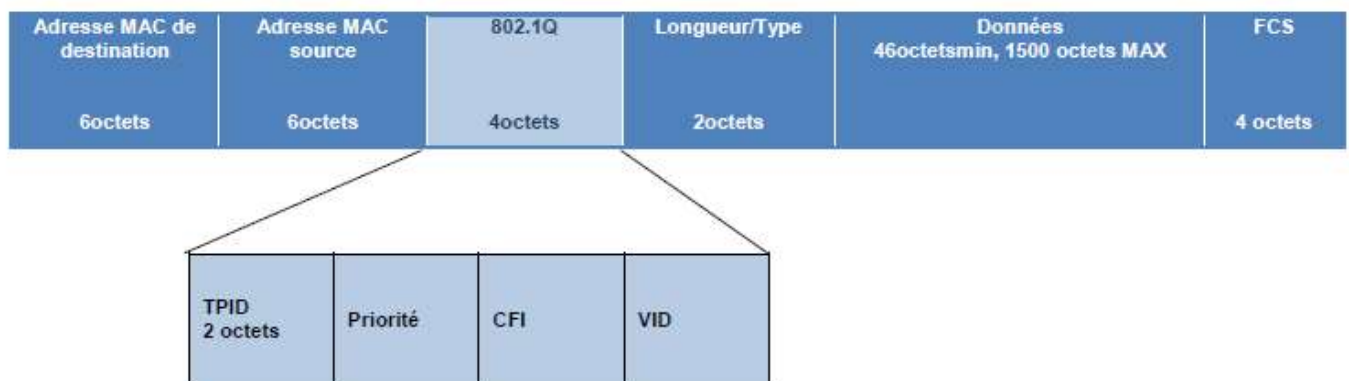 Adresse MAC de
destination
6octets
Adresse MAC
source
6octets
802.1Q
4octets
Longueur/Type
2octets
Données
46octetsmin, 1500 octets MAX
FCS
4 octets
TPID
2 octets
Priorité
CFI
VID